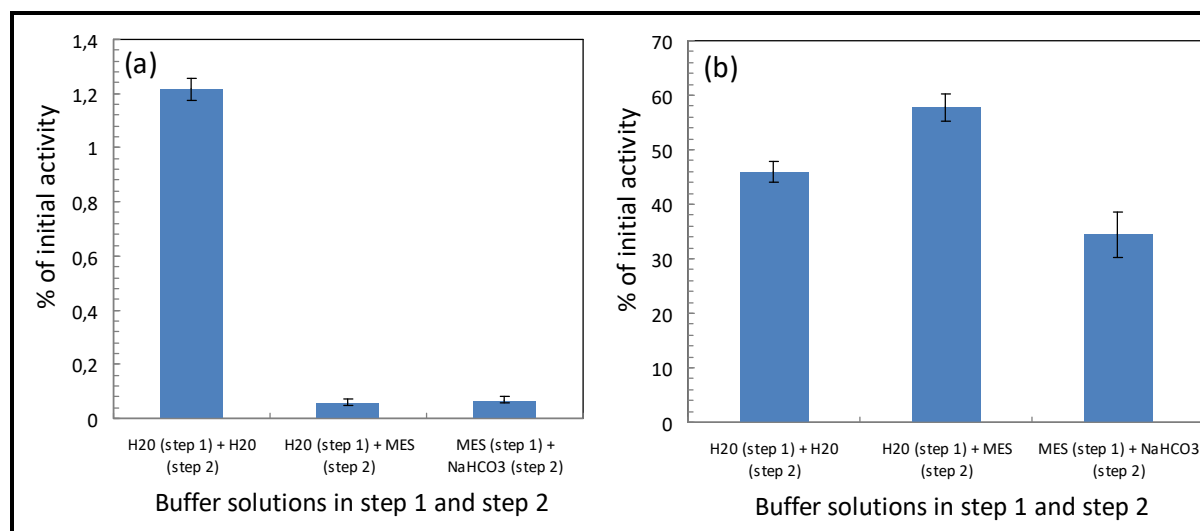 (a)
% of initial activity
1,4
1,2
1
0,8
0,6
0,4
0,2
0
H20 (step 1) + H20
(step 2)
H20 (step 1) + MES
(step 2)
MES (step 1) +
NaHCO3 (step 2)
Buffer solutions in step 1 and step 2
(b)
% of initial activity
70
60
50
40
30
20
10
0
H20 (step 1) + H20
(step 2)
H20 (step 1) + MES
(step 2)
MES (step 1) + NaHCO3
(step 2)
Buffer solutions in step 1 and step 2